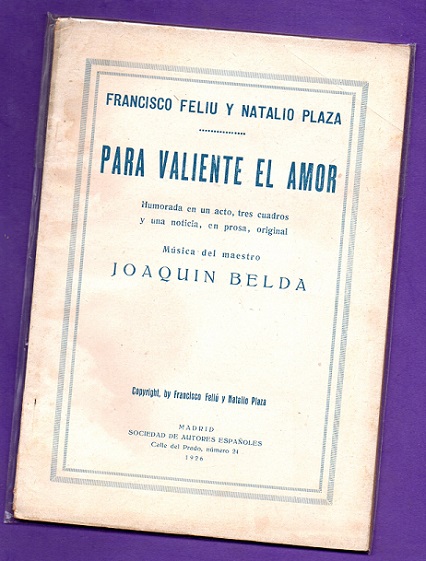 FRANCISCO FELIU Y NATALIO PLAZA
PARA VALIENTE EL AMOR
Humorada en un acto, tres cuadros
y una noticia, en prosa, original
Música del maestro
JOAQUIN BELDA
Copyright, by Francisco Feliú y Natalio Plaza
MADRID
SOCIEDAD DE AUTORES ESPAÑOLES
Calle del Prado, número 24
1926